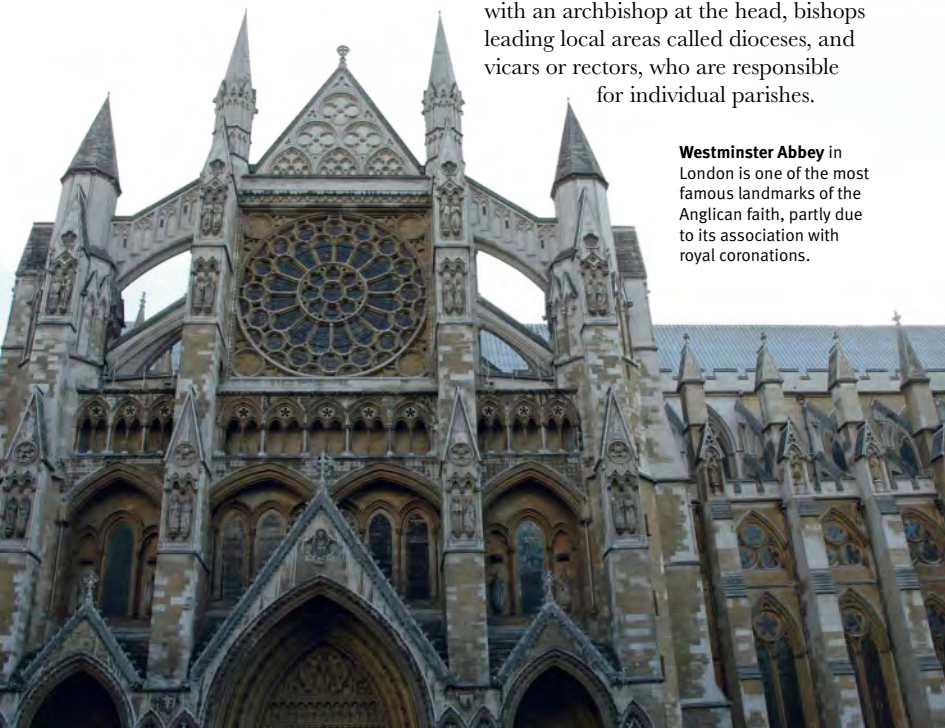 with an archbishop at the head, bishops
leading local areas called dioceses, and
vicars or rectors, who are responsible
for individual parishes.
Westminster Abbey in
London is one of the most
famous landmarks of the
Anglican faith, partly due
to its association with
royal coronations.